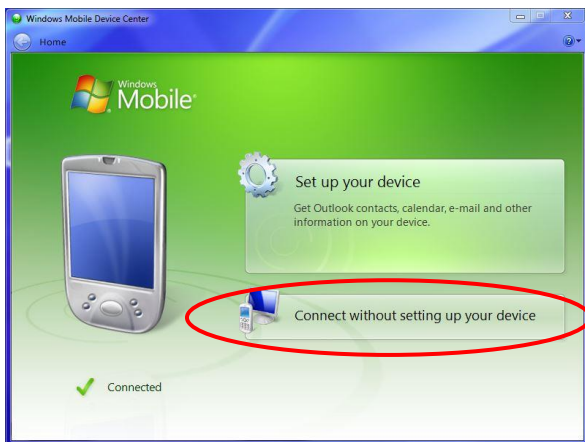 Windows Mobile Device Center
Home
Windows
Mobile®
Set up your device
Get Outlook contacts, calendar, e-mail and other
information on your device.
Connect without setting up your device
Connected